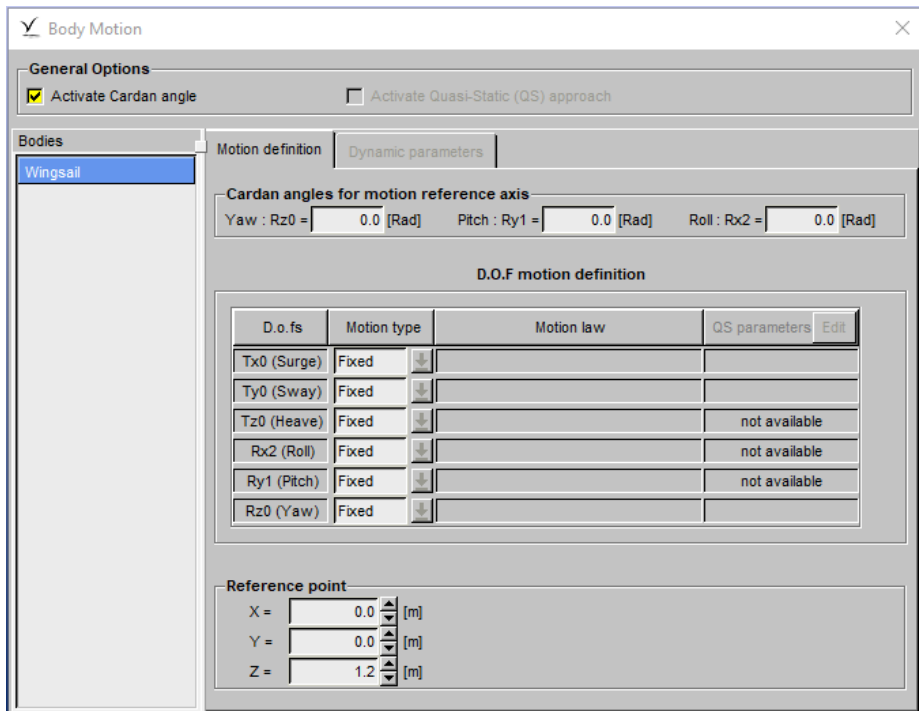 Body Motion
General Options
Activate Cardan angle Activate Quasi-Static (QS) approach
Bodies
Wingsail
Motion definition Dynamic parameters
Cardan angles for motion reference axis
Yaw : Rz0 = 0.0 [Rad] Pitch : Ry1 = 0.0 [Rad] Roll : Rx2 = 0.0 [Rad]
D.O.F motion definition
D.o.fs Motion type Motion law QS parameters Edit
Tx0 (Surge) Fixed
Ty0 (Sway) Fixed
Tz0 (Heave) Fixed not available
Rx2 (Roll) Fixed not available
Ry1 (Pitch) Fixed not available
Rz0 (Yaw) Fixed
Reference point
X = 0.0 [m]
Y = 0.0 [m]
Z = 1.2 [m]